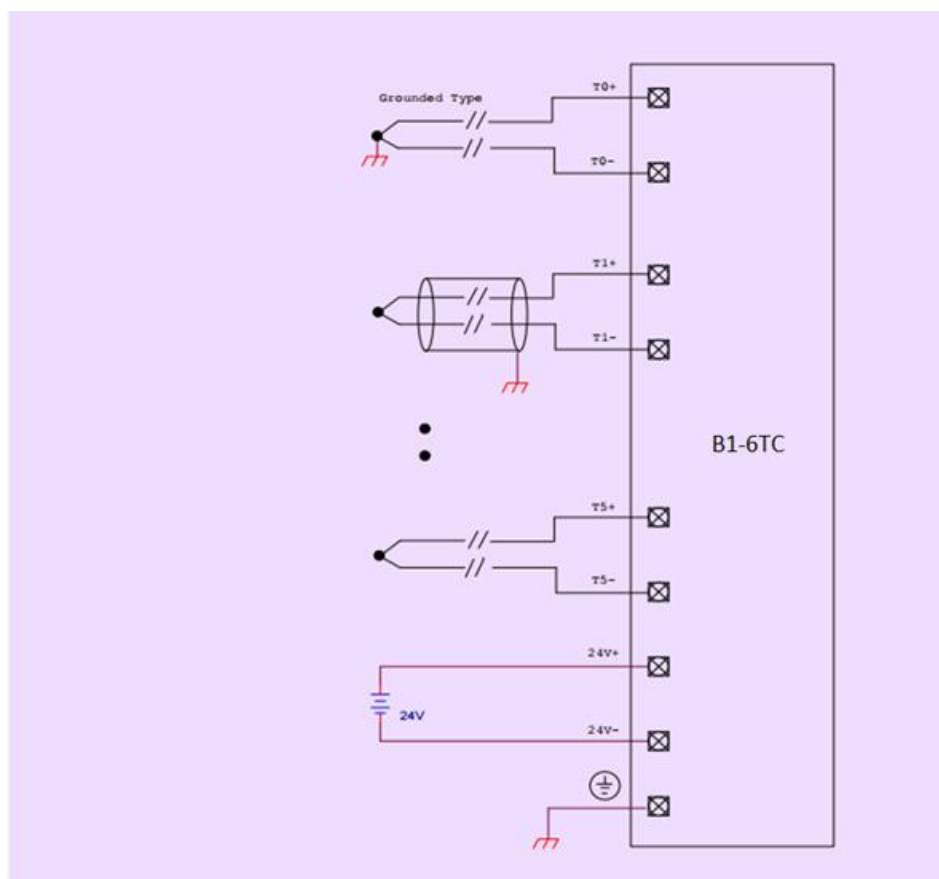 T0+
Grounded Type
T0-
T1+
T1-
B1-6TC
T5+
T5-
24V+
24V
24V-